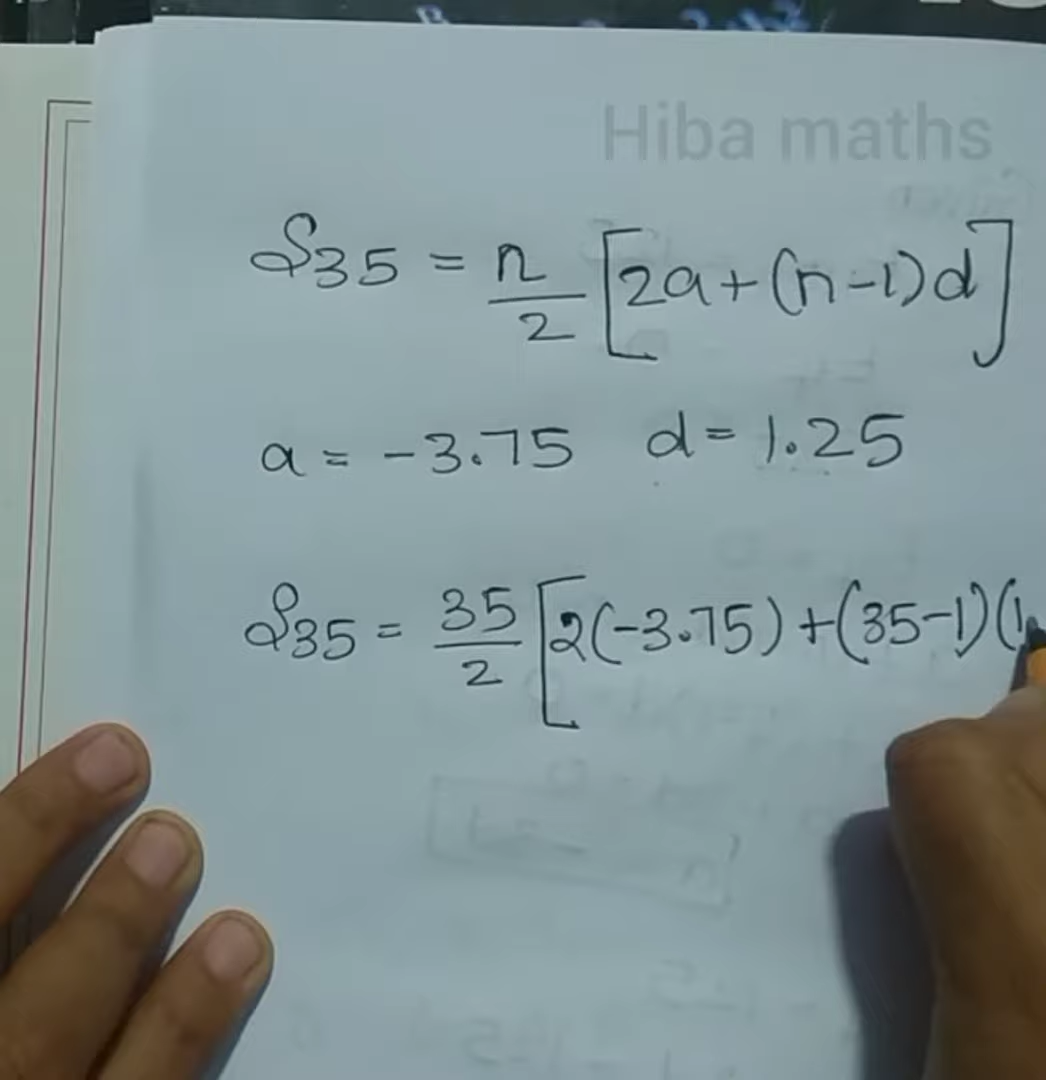 Hiba maths
S35 = n/2 [2a+(n-1)d]
a = -3.75 d = 1.25
S35 = 35/2 [2(-3.75)+(35-1)(1.